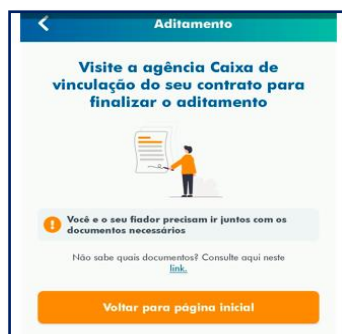 Aditamento
Visite a agência Caixa de
vinculação do seu contrato para
finalizar o aditamento
Você e o seu fiador precisam ir juntos com os
documentos necessários
Não sabe quais documentos? Consulte aqui neste
link.
Voltar para página inicial